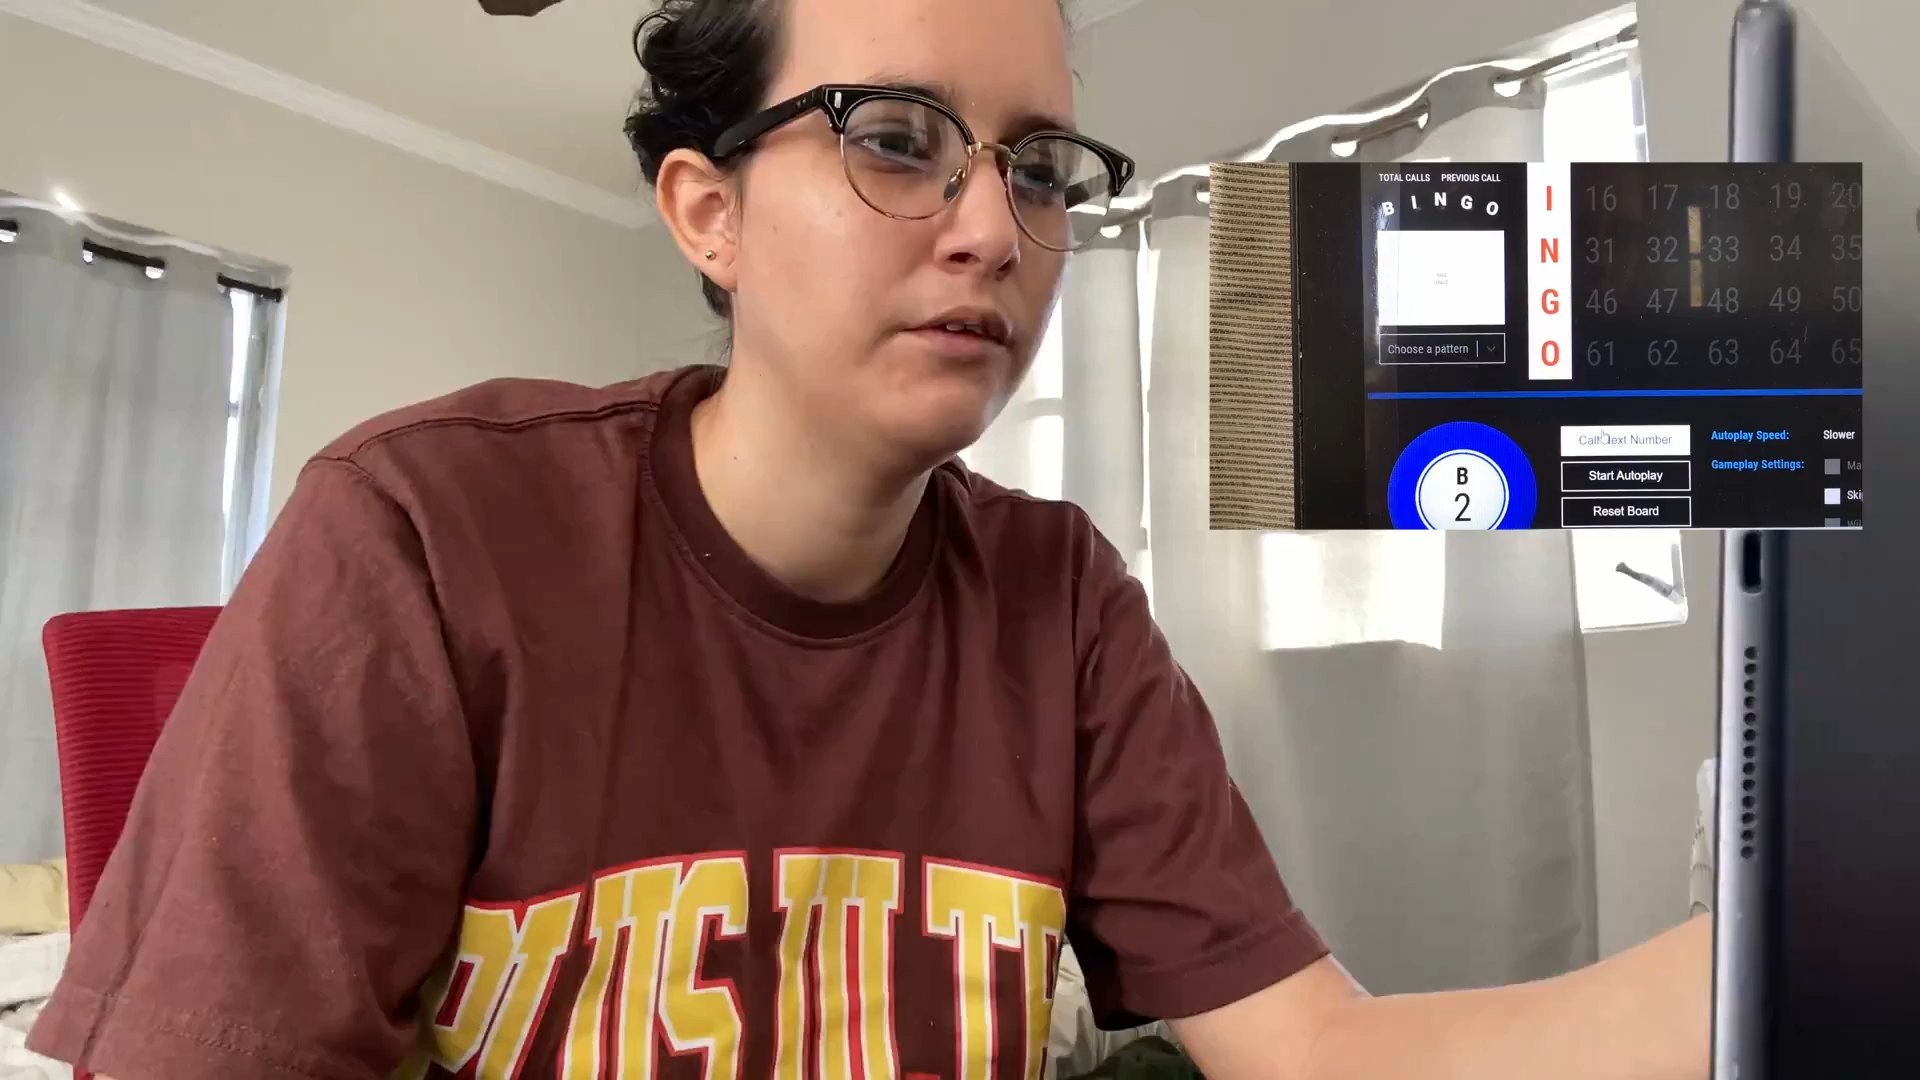 TOTAL CALLS PREVIOUS CALL
B I N G O
Choose a pattern
I 16 17 18 19 20
N 31 32 33 34 35
G 46 47 48 49 50
O 61 62 63 64 65
B
2
Call Next Number
Start Autoplay
Reset Board
Autoplay Speed: Slower
Gameplay Settings:
PLUS ULTR